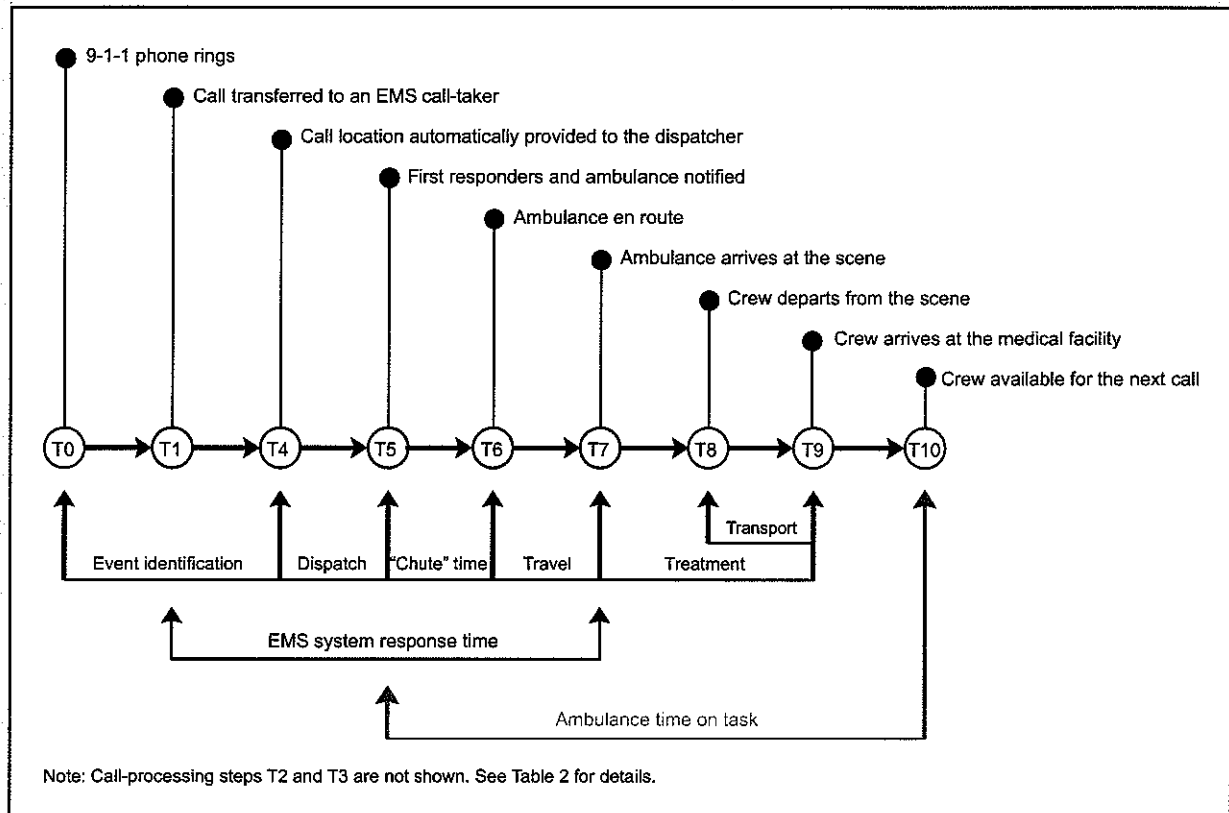 9-1-1 phone rings
Call transferred to an EMS call-taker
Call location automatically provided to the dispatcher
First responders and ambulance notified
Ambulance en route
Ambulance arrives at the scene
Crew departs from the scene
Crew arrives at the medical facility
Crew available for the next call
T0 T1 T4 T5 T6 T7 T8 T9 T10
Transport
Event identification Dispatch "Chute" time Travel Treatment
EMS system response time
Ambulance time on task
Note: Call-processing steps T2 and T3 are not shown. See Table 2 for details.